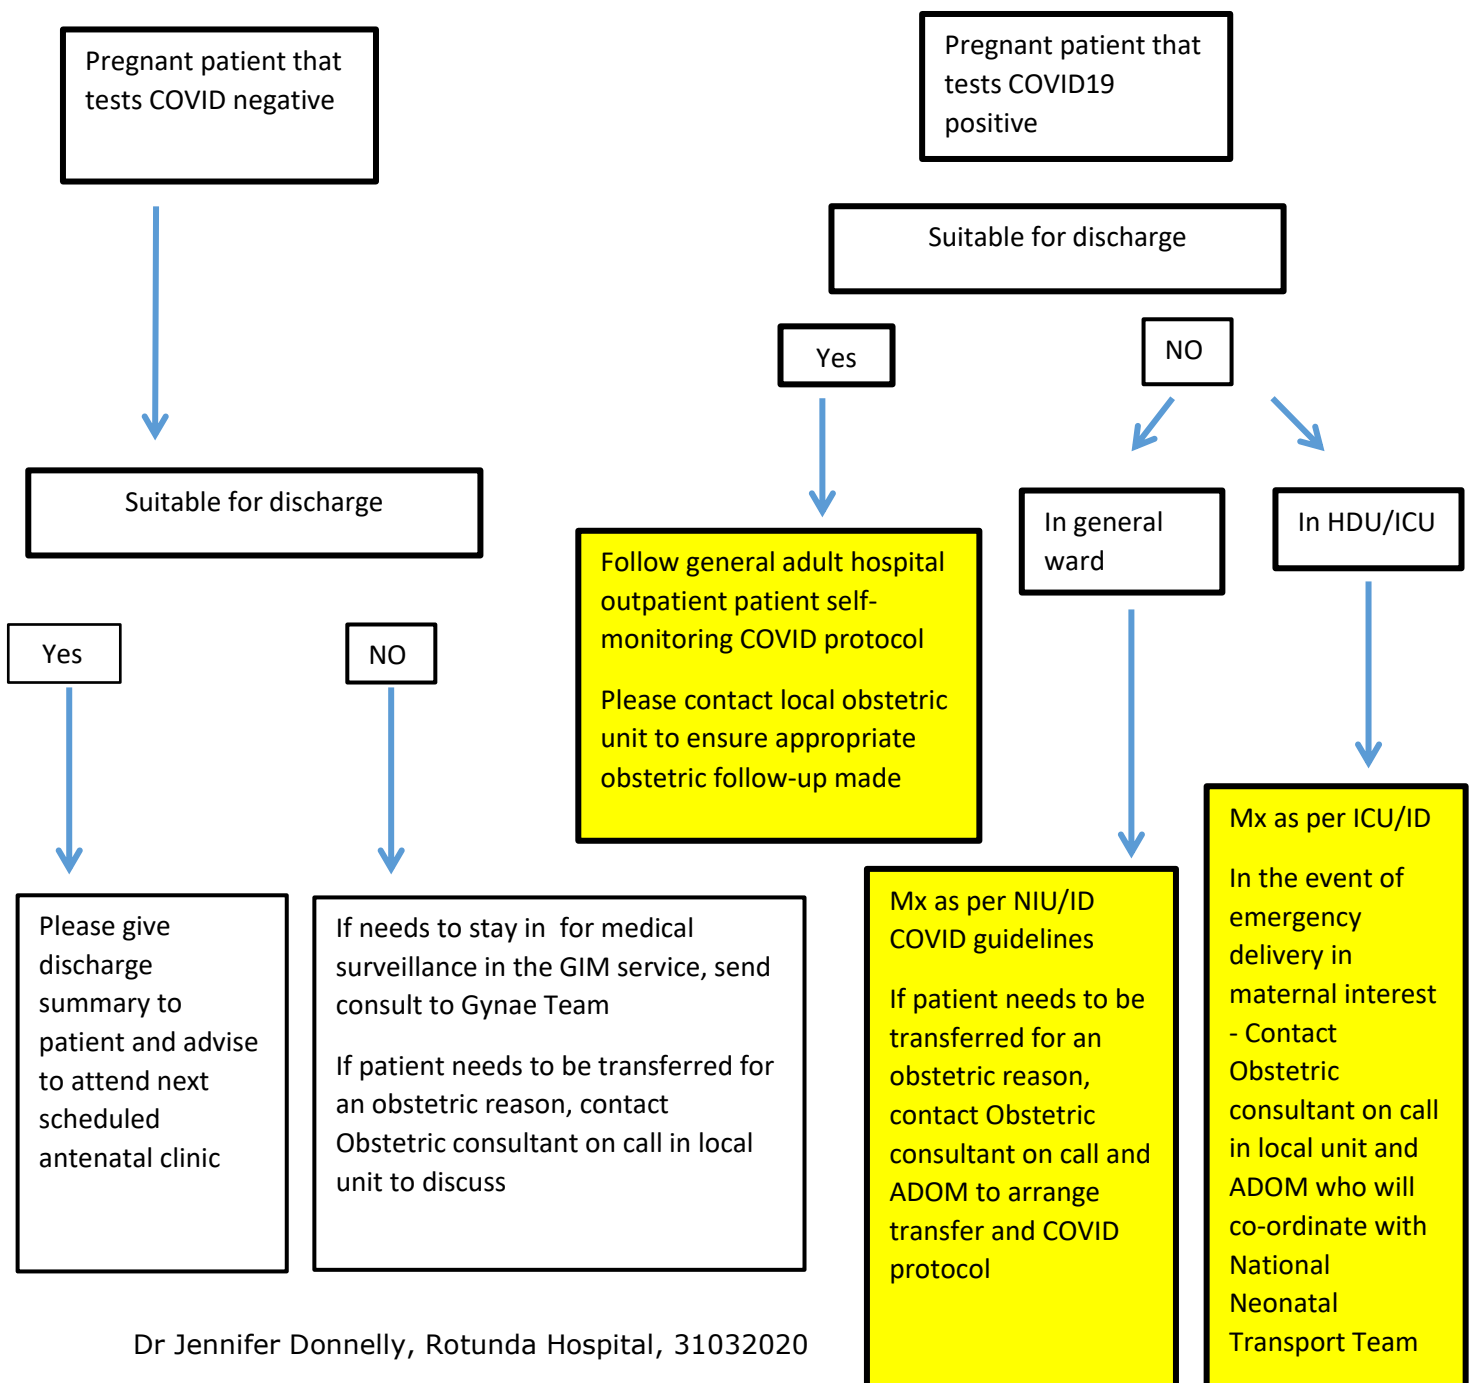 Pregnant patient that
tests COVID negative
Pregnant patient that
tests COVID19
positive
Suitable for discharge
Yes
NO
Suitable for discharge
In general
ward
In HDU/ICU
Follow general adult hospital
outpatient patient self-
monitoring COVID protocol
Please contact local obstetric
unit to ensure appropriate
obstetric follow-up made
Yes
NO
Please give
discharge
summary to
patient and advise
to attend next
scheduled
antenatal clinic
If needs to stay in  for medical
surveillance in the GIM service, send
consult to Gynae Team
If patient needs to be transferred for
an obstetric reason, contact
Obstetric consultant on call in local
unit to discuss
Mx as per NIU/ID
COVID guidelines
If patient needs to be
transferred for an
obstetric reason,
contact Obstetric
consultant on call and
ADOM to arrange
transfer and COVID
protocol
Mx as per ICU/ID
In the event of
emergency
delivery in
maternal interest
- Contact
Obstetric
consultant on call
in local unit and
ADOM who will
co-ordinate with
National
Neonatal
Transport Team
Dr Jennifer Donnelly, Rotunda Hospital, 31032020